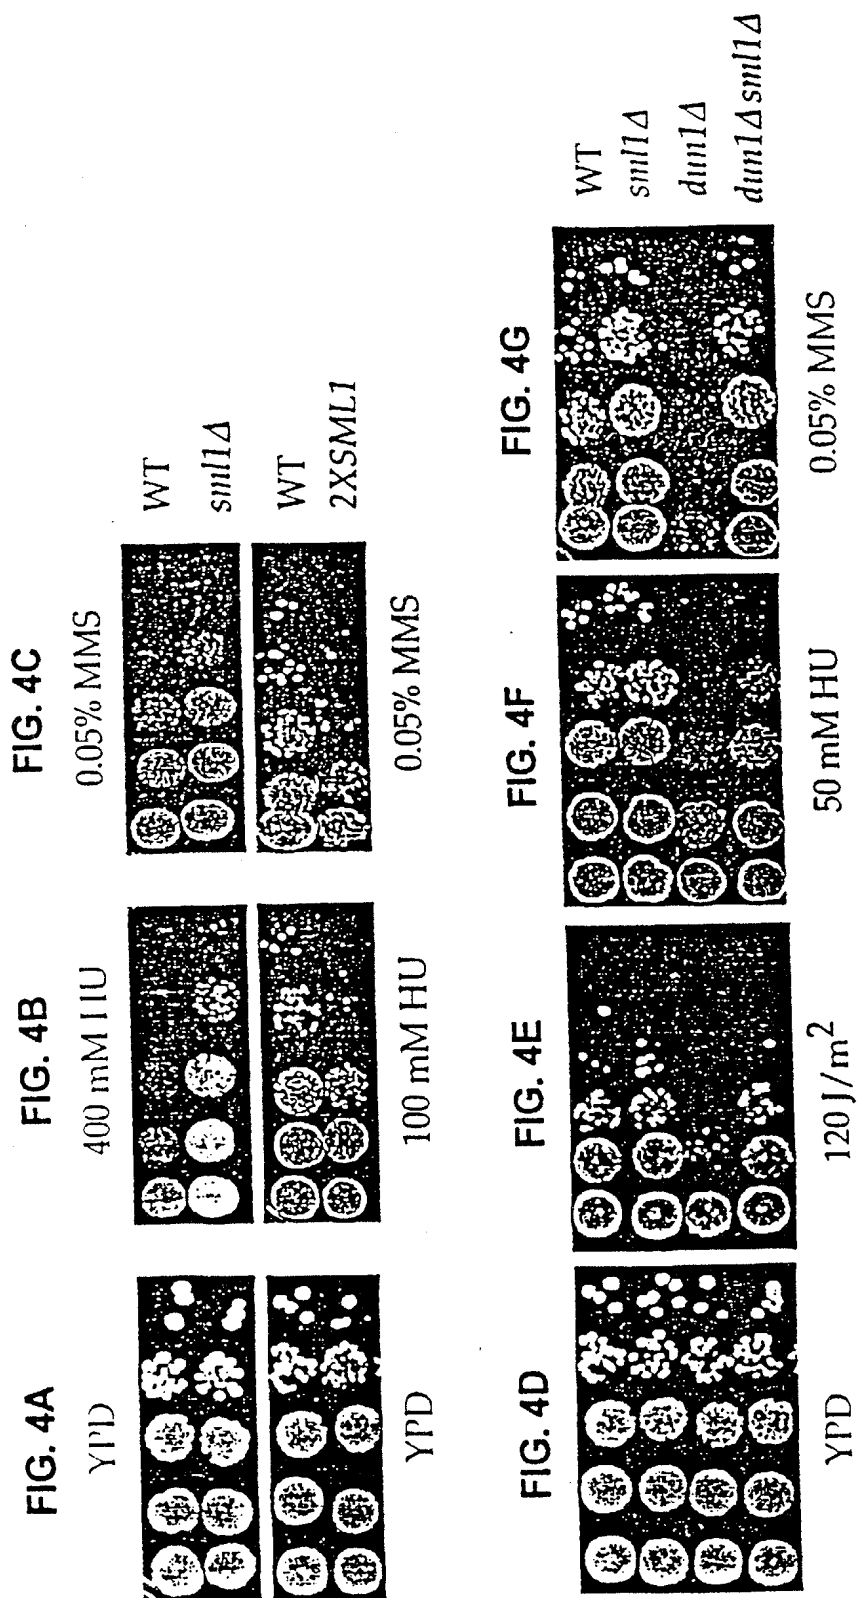 FIG. 4A
YPD
YPD
FIG. 4B
400 mM HU
100 mM HU
FIG. 4C
0.05% MMS
WT
sml1Δ
WT
2XSML1
0.05% MMS
FIG. 4D
YPD
FIG. 4E
120 J/m²
FIG. 4F
50 mM HU
FIG. 4G
WT
sml1Δ
dun1Δ
dun1Δsml1Δ
0.05% MMS